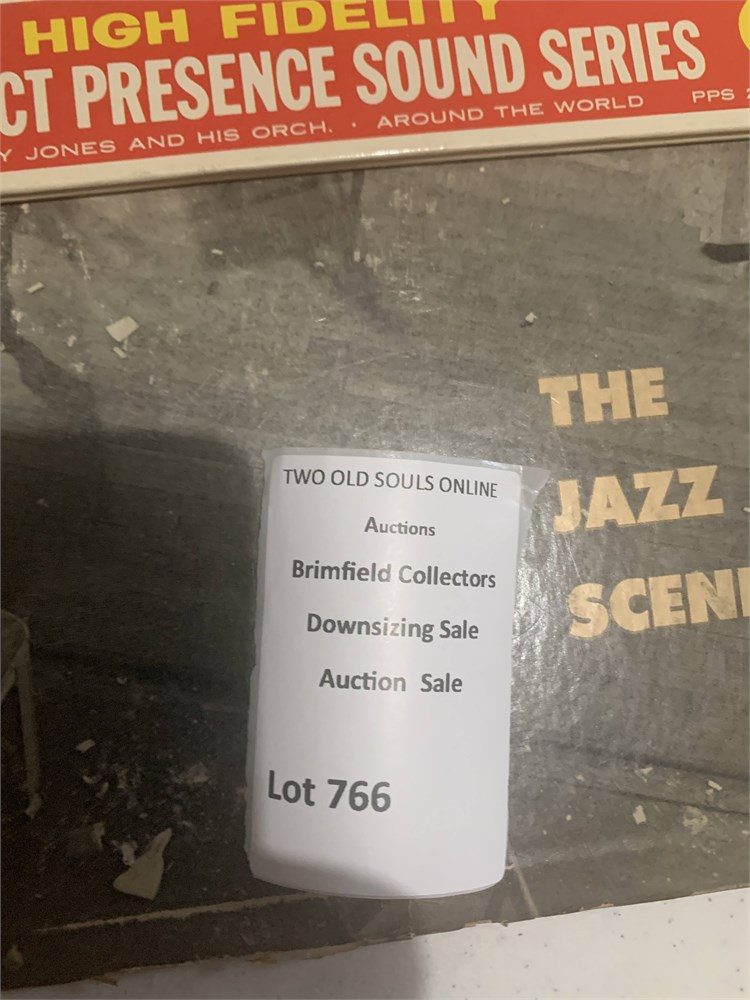 HIGH FIDELITY
CT PRESENCE SOUND SERIES
Y JONES AND HIS ORCH. · AROUND THE WORLD PPS
THE
JAZZ
SCENE
TWO OLD SOULS ONLINE
Auctions
Brimfield Collectors
Downsizing Sale
Auction Sale
Lot 766